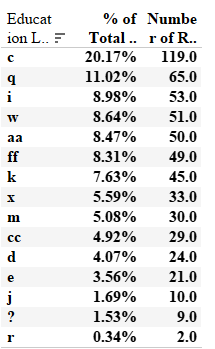 Educat % of Numbe
ion L.. Total .. r of R..
c 20.17% 119.0
q 11.02% 65.0
i 8.98% 53.0
w 8.64% 51.0
aa 8.47% 50.0
ff 8.31% 49.0
k 7.63% 45.0
x 5.59% 33.0
m 5.08% 30.0
cc 4.92% 29.0
d 4.07% 24.0
e 3.56% 21.0
j 1.69% 10.0
? 1.53% 9.0
r 0.34% 2.0